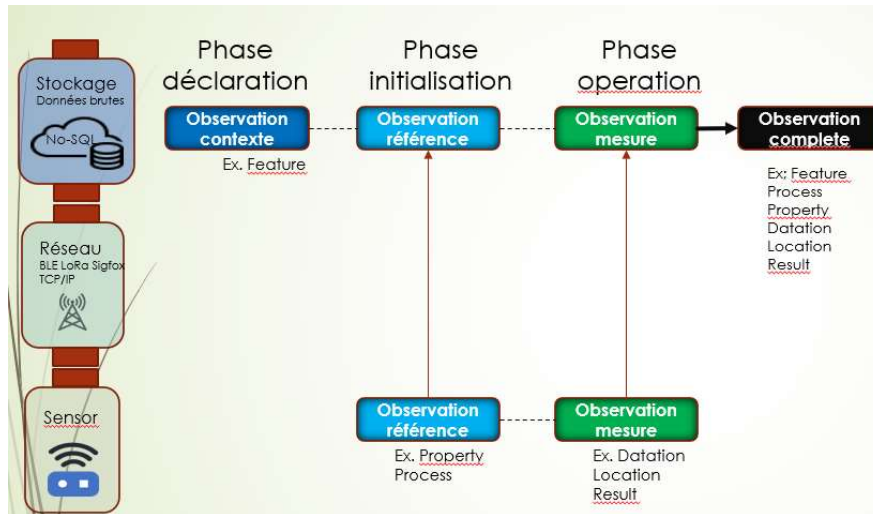 Phase
déclaration
Phase
initialisation
Phase
operation
Stockage
Données brutes
No-SQL
Observation
contexte
Ex. Feature
Observation
référence
Observation
mesure
Observation
complete
Ex; Feature
Process
Property
Datation
Location
Result
Réseau
BLE LoRa Sigfox
TCP/IP
Sensor
Observation
référence
Ex. Property
Process
Observation
mesure
Ex. Datation
Location
Result